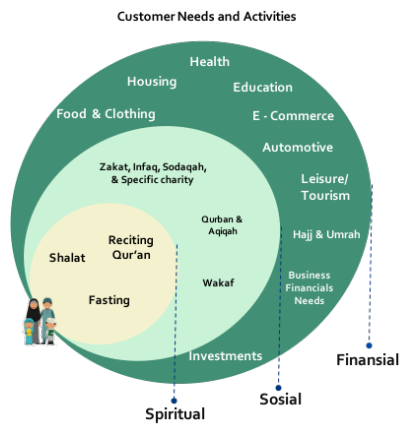 Customer Needs and Activities
Health
Housing
Education
Food & Clothing
E - Commerce
Automotive
Zakat, Infaq, Sodaqah,
& Specific charity
Leisure/
Tourism
Qurban &
Aqiqah
Hajj & Umrah
Reciting
Qur'an
Shalat
Wakaf
Business
Financials
Needs
Fasting
Investments
Finansial
Sosial
Spiritual